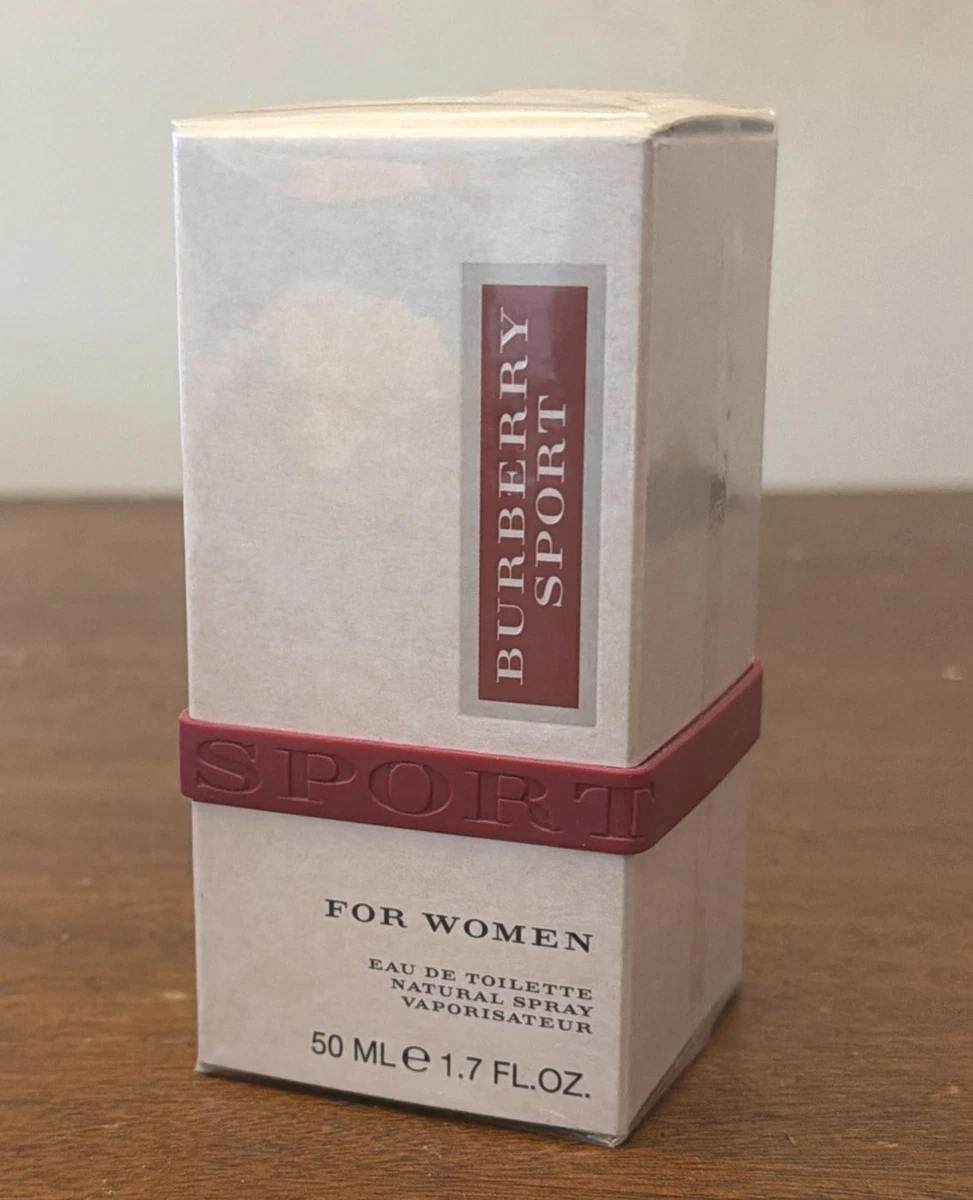 BURBERRY
SPORT
SPORT
FOR WOMEN
EAU DE TOILETTE
NATURAL SPRAY
VAPORISATEUR
50 ML ℮ 1.7 FL.OZ.